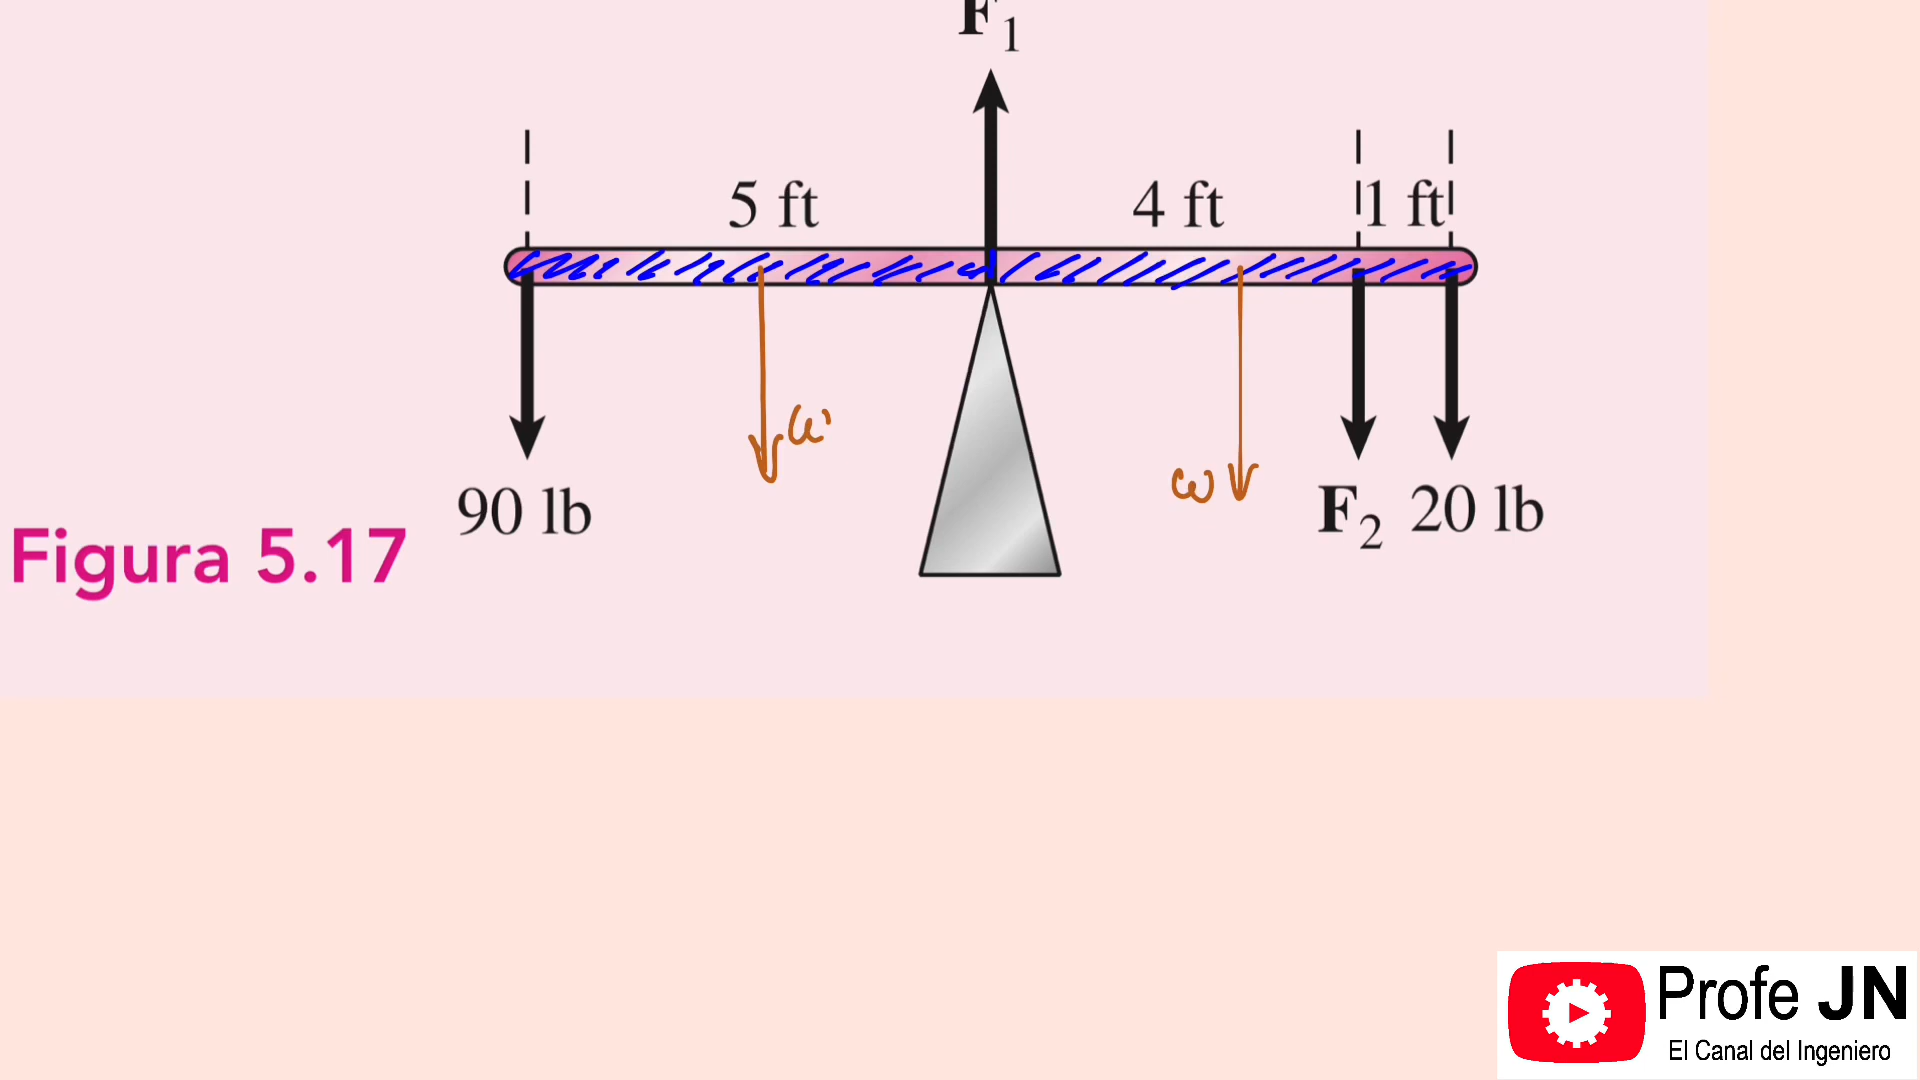 F1
5 ft
4 ft
1 ft
ω
ω
90 lb
F2
20 lb
Figura 5.17
Profe JN
El Canal del Ingeniero